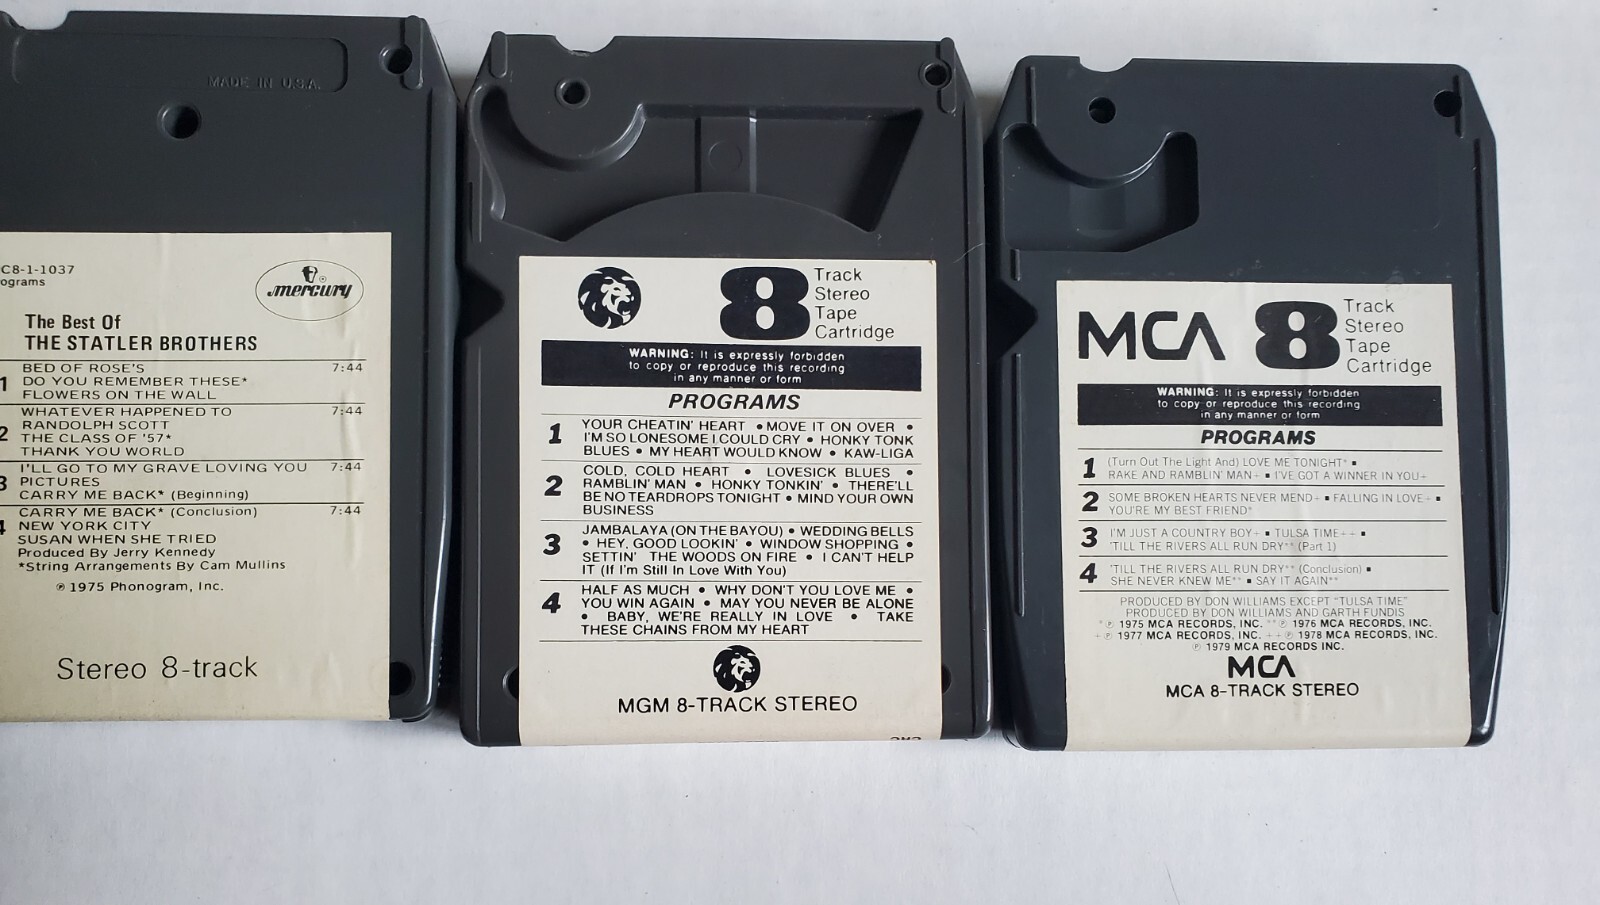 MADE IN U.S.A.
C8-1-1037
ograms
mercury
The Best Of
THE STATLER BROTHERS
1 BED OF ROSE'S 7:44
DO YOU REMEMBER THESE*
FLOWERS ON THE WALL
2 WHATEVER HAPPENED TO 7:44
RANDOLPH SCOTT
THE CLASS OF '57*
THANK YOU WORLD
3 I'LL GO TO MY GRAVE LOVING YOU 7:44
PICTURES
CARRY ME BACK* (Beginning)
4 CARRY ME BACK* (Conclusion) 7:44
NEW YORK CITY
SUSAN WHEN SHE TRIED
Produced By Jerry Kennedy
*String Arrangements By Cam Mullins
℗ 1975 Phonogram, Inc.
Stereo 8-track
8 Track
Stereo
Tape
Cartridge
WARNING: It is expressly forbidden
to copy or reproduce this recording
in any manner or form
PROGRAMS
1 YOUR CHEATIN' HEART • MOVE IT ON OVER •
I'M SO LONESOME I COULD CRY • HONKY TONK
BLUES • MY HEART WOULD KNOW • KAW-LIGA
2 COLD, COLD HEART • LOVESICK BLUES •
RAMBLIN' MAN • HONKY TONKIN' • THERE'LL
BE NO TEARDROPS TONIGHT • MIND YOUR OWN
BUSINESS
3 JAMBALAYA (ON THE BAYOU) • WEDDING BELLS
• HEY, GOOD LOOKIN' • WINDOW SHOPPING •
SETTIN' THE WOODS ON FIRE • I CAN'T HELP
IT (If I'm Still In Love With You)
4 HALF AS MUCH • WHY DON'T YOU LOVE ME •
YOU WIN AGAIN • MAY YOU NEVER BE ALONE
• BABY, WE'RE REALLY IN LOVE • TAKE
THESE CHAINS FROM MY HEART
MGM 8-TRACK STEREO
MCA 8 Track
Stereo
Tape
Cartridge
WARNING: It is expressly forbidden
to copy or reproduce this recording
in any manner or form
PROGRAMS
1 (Turn Out The Light And) LOVE ME TONIGHT* ▪
RAKE AND RAMBLIN' MAN+ ▪ I'VE GOT A WINNER IN YOU+
2 SOME BROKEN HEARTS NEVER MEND+ ▪ FALLING IN LOVE+ ▪
YOU'RE MY BEST FRIEND*
3 I'M JUST A COUNTRY BOY+ ▪ TULSA TIME++ ▪
'TILL THE RIVERS ALL RUN DRY** (Part 1)
4 'TILL THE RIVERS ALL RUN DRY** (Conclusion) ▪
SHE NEVER KNEW ME** ▪ SAY IT AGAIN**
PRODUCED BY DON WILLIAMS EXCEPT "TULSA TIME"
PRODUCED BY DON WILLIAMS AND GARTH FUNDIS
*℗ 1975 MCA RECORDS, INC. **℗ 1976 MCA RECORDS, INC.
+℗ 1977 MCA RECORDS, INC. ++℗ 1978 MCA RECORDS, INC.
℗ 1979 MCA RECORDS INC.
MCA
MCA 8-TRACK STEREO